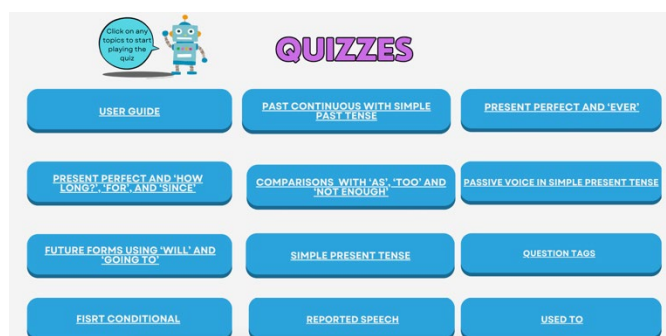 Click on any
topics to start
playing the
quiz
QUIZZES
USER GUIDE
PAST CONTINUOUS WITH SIMPLE
PAST TENSE
PRESENT PERFECT AND ‘EVER’
PRESENT PERFECT AND ‘HOW
LONG?’, ‘FOR’, AND ‘SINCE’
COMPARISONS WITH ‘AS’, ‘TOO’ AND
‘NOT ENOUGH’
PASSIVE VOICE IN SIMPLE PRESENT TENSE
FUTURE FORMS USING ‘WILL’ AND
‘GOING TO’
SIMPLE PRESENT TENSE
QUESTION TAGS
FISRT CONDITIONAL
REPORTED SPEECH
USED TO